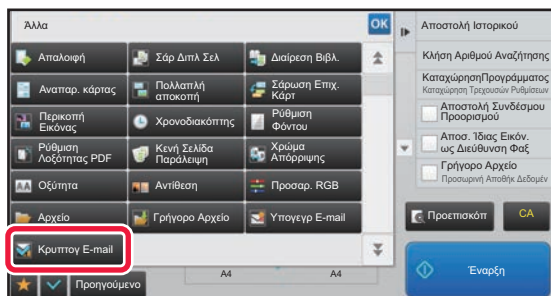 Άλλα
OK
Απαλοιφή
Σάρ Διπλ Σελ
Διαίρεση Βιβλ.
Αναπαρ. κάρτας
Πολλαπλή
αποκοπή
Σάρωση Επιχ.
Κάρτ
Περικοπή
Εικόνας
Χρονοδιακόπτης
Ρύθμιση
Φόντου
Ρύθμιση
Λοξότητας PDF
Κενή Σελίδα
Παράλειψη
Χρώμα
Απόρριψης
Οξύτητα
Αντίθεση
Προσαρ. RGB
Αρχείο
Γρήγορο Αρχείο
Υπογεγρ E-mail
Κρυπτογ E-mail
Προηγούμενο
A4
A4
Αποστολή Ιστορικού
Κλήση Αριθμού Αναζήτησης
ΚαταχώρησηΠρογράμματος
Καταχώρηση Τρεχουσών Ρυθμίσεων
Αποστολή Συνδέσμου
Προορισμού
Αποσ. Ίδιας Εικόν.
ως Διεύθυνση Φαξ
Γρήγορο Αρχείο
Προσωρινή Αποθήκ Δεδομέν
Προεπισκόπ
CA
Έναρξη